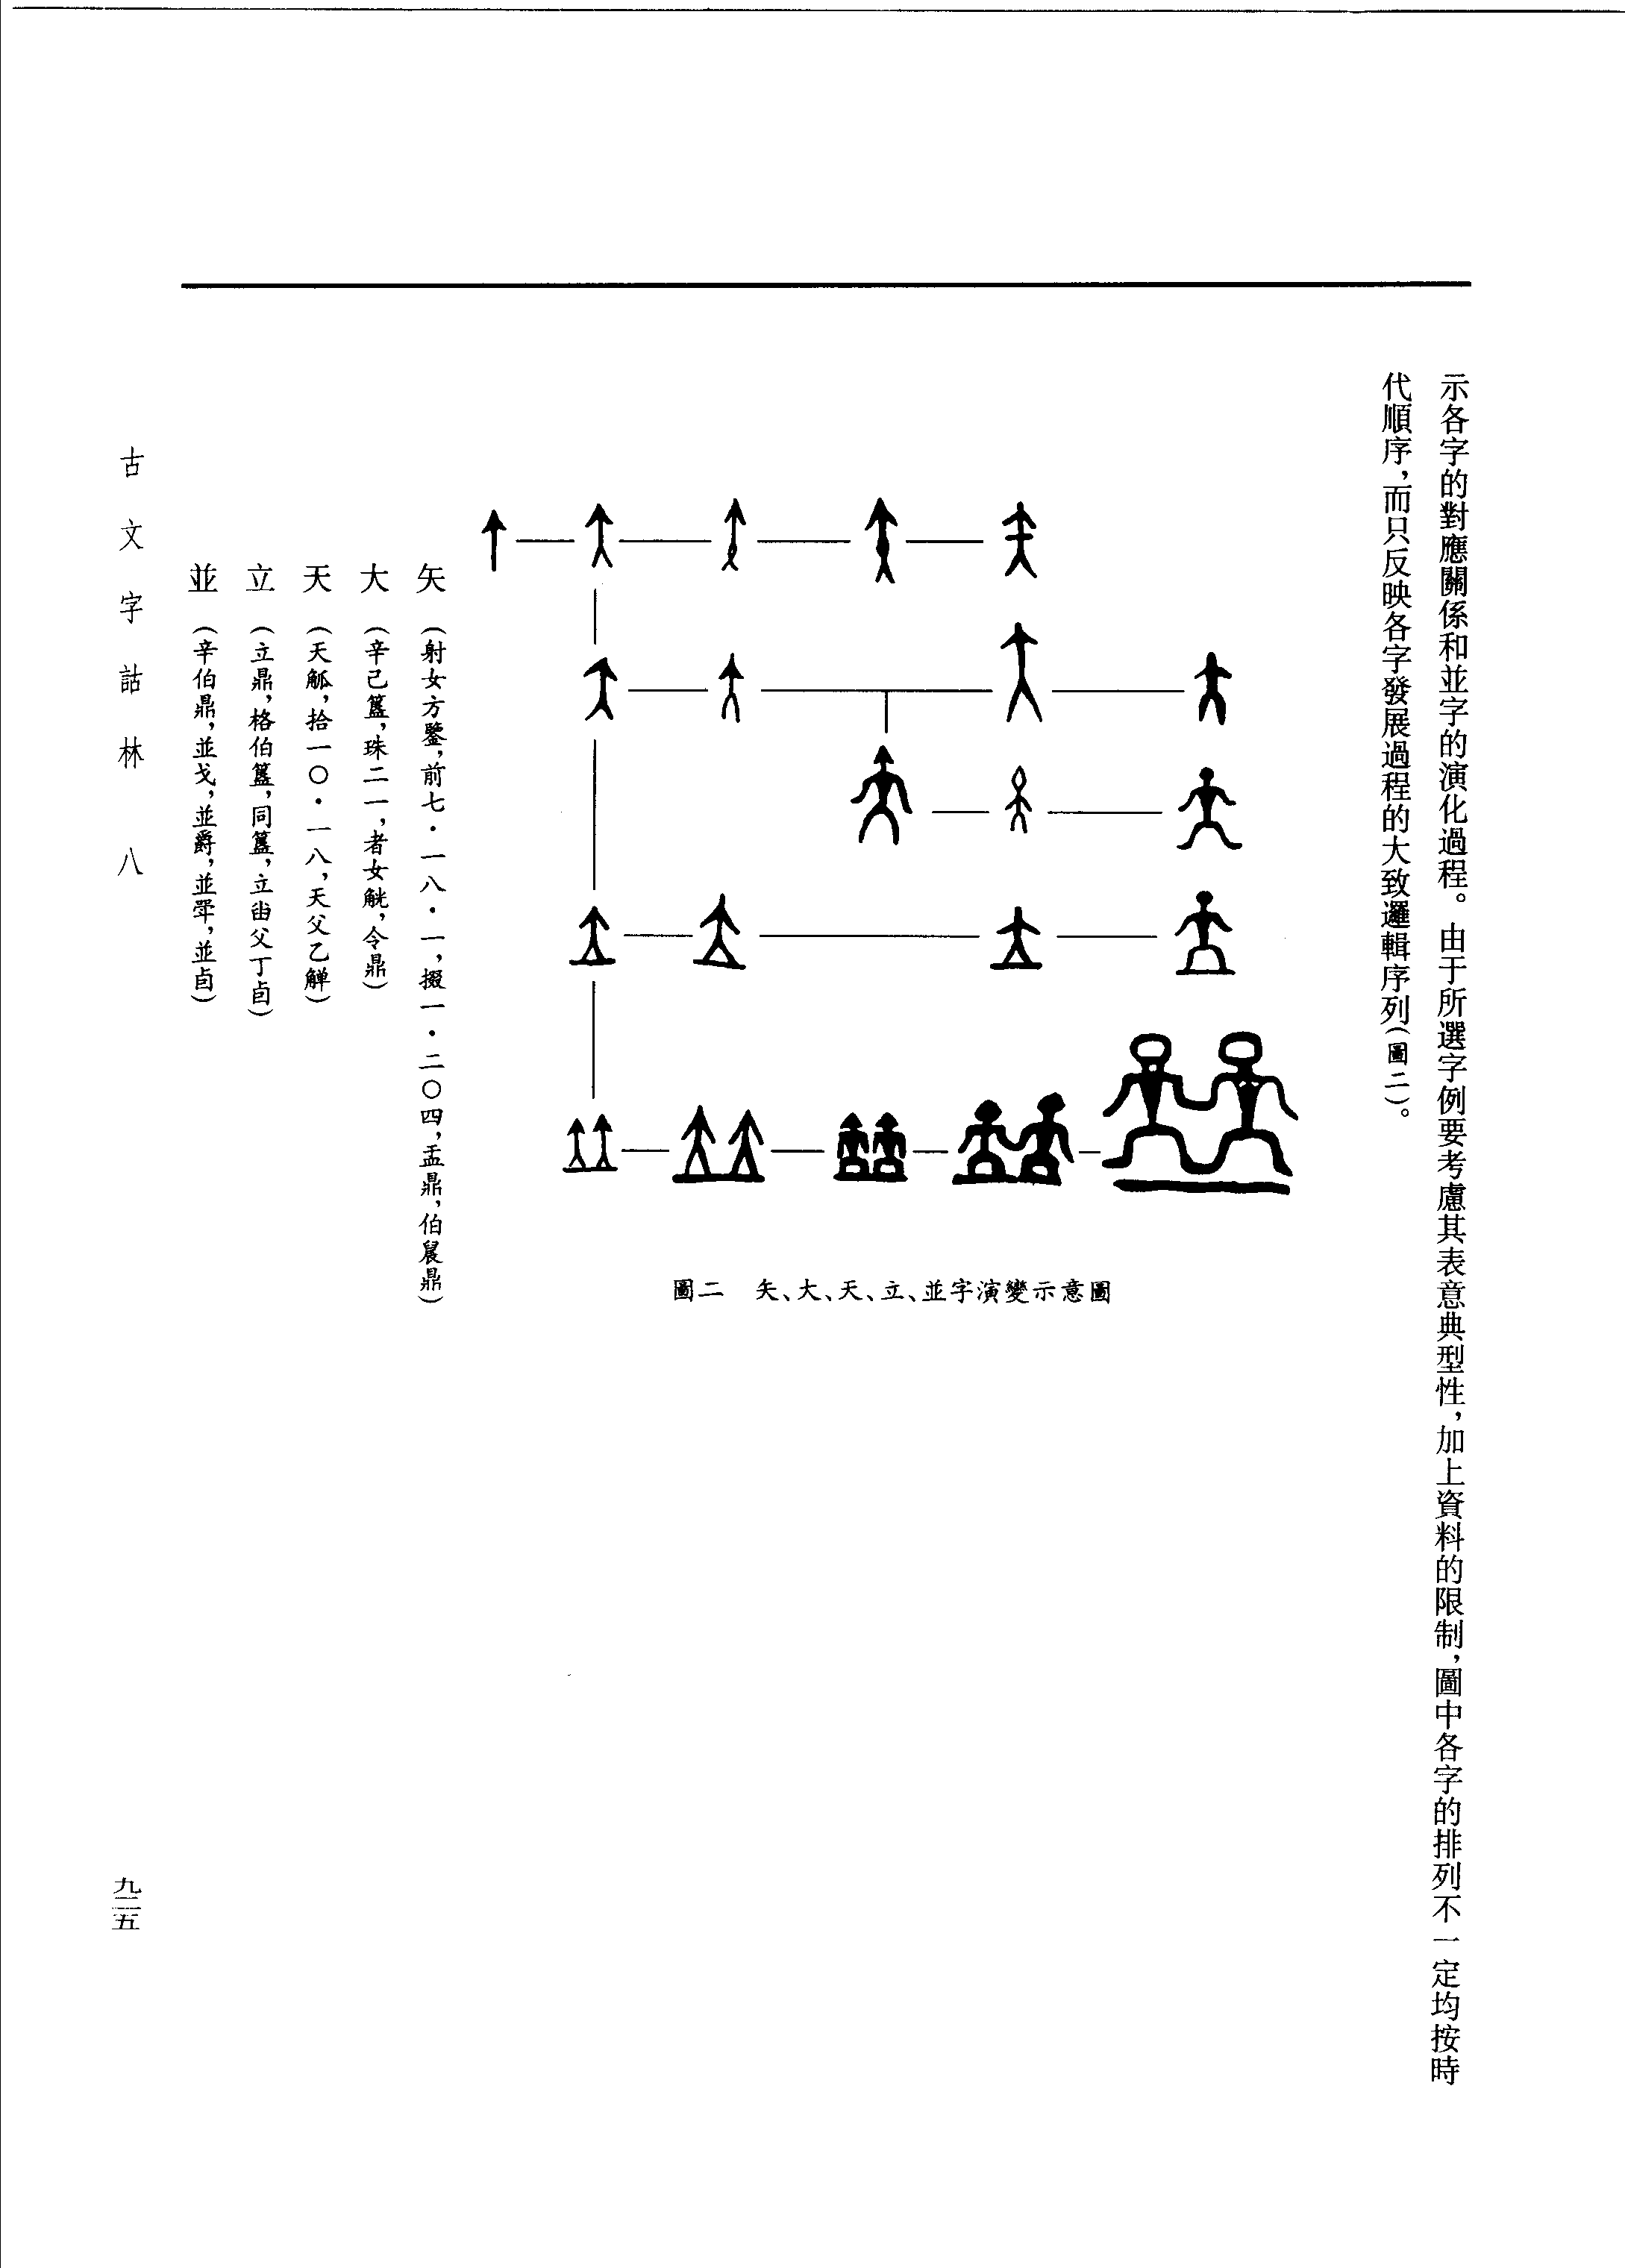 示各字的對應關係和並字的演化過程。由于所選字例要考慮其表意典型性,加上資料的限制,圖中各字的排列不一定均按時
代順序,而只反映各字發展過程的大致邏輯序列(圖二)。
圖二 矢、大、天、立、並字演變示意圖
矢 (射女方鑒,前七·一八·一,掇一·二〇四,盂鼎,伯晨鼎)
大 (辛己簋,珠二一,者女觥,令鼎)
天 (天觚,拾一〇·一八,天父乙觶)
立 (立鼎,格伯簋,同簋,立父丁卣)
並 (辛伯鼎,並戈,並爵,並斝,並卣)
古文字詁林 八
九三五